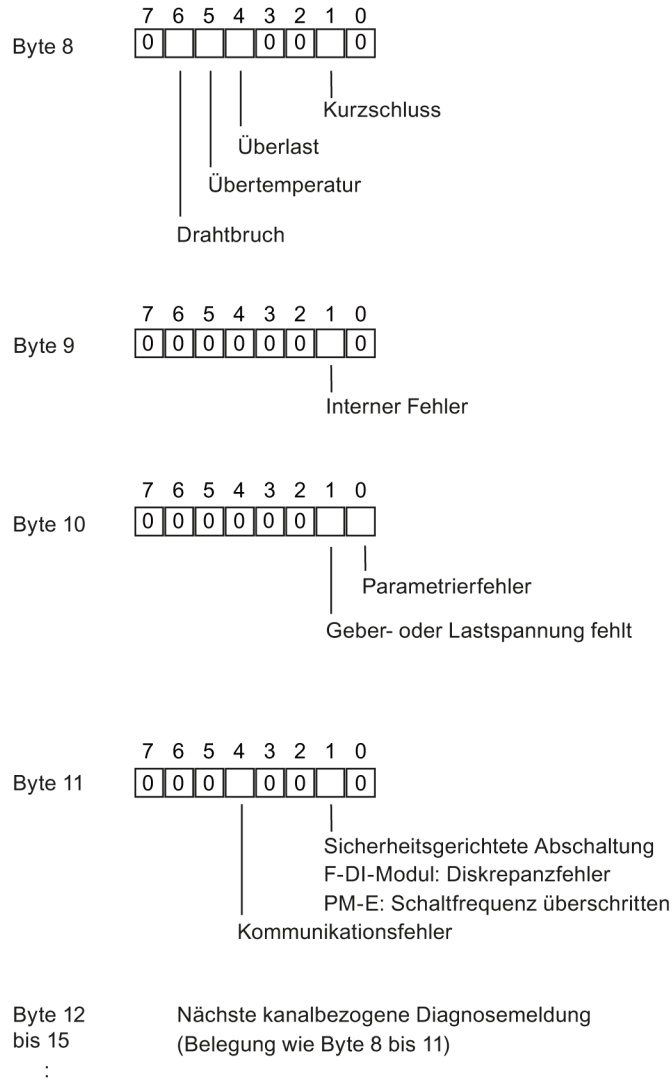 7 6 5 4 3 2 1 0
Byte 8 0 0 0 0
Kurzschluss
Überlast
Übertemperatur
Drahtbruch
7 6 5 4 3 2 1 0
Byte 9 0 0 0 0 0 0 0
Interner Fehler
7 6 5 4 3 2 1 0
Byte 10 0 0 0 0 0 0
Parametrierfehler
Geber- oder Lastspannung fehlt
7 6 5 4 3 2 1 0
Byte 11 0 0 0 0 0 0
Sicherheitsgerichtete Abschaltung
F-DI-Modul: Diskrepanzfehler
PM-E: Schaltfrequenz überschritten
Kommunikationsfehler
Byte 12 Nächste kanalbezogene Diagnosemeldung
bis 15 (Belegung wie Byte 8 bis 11)
: